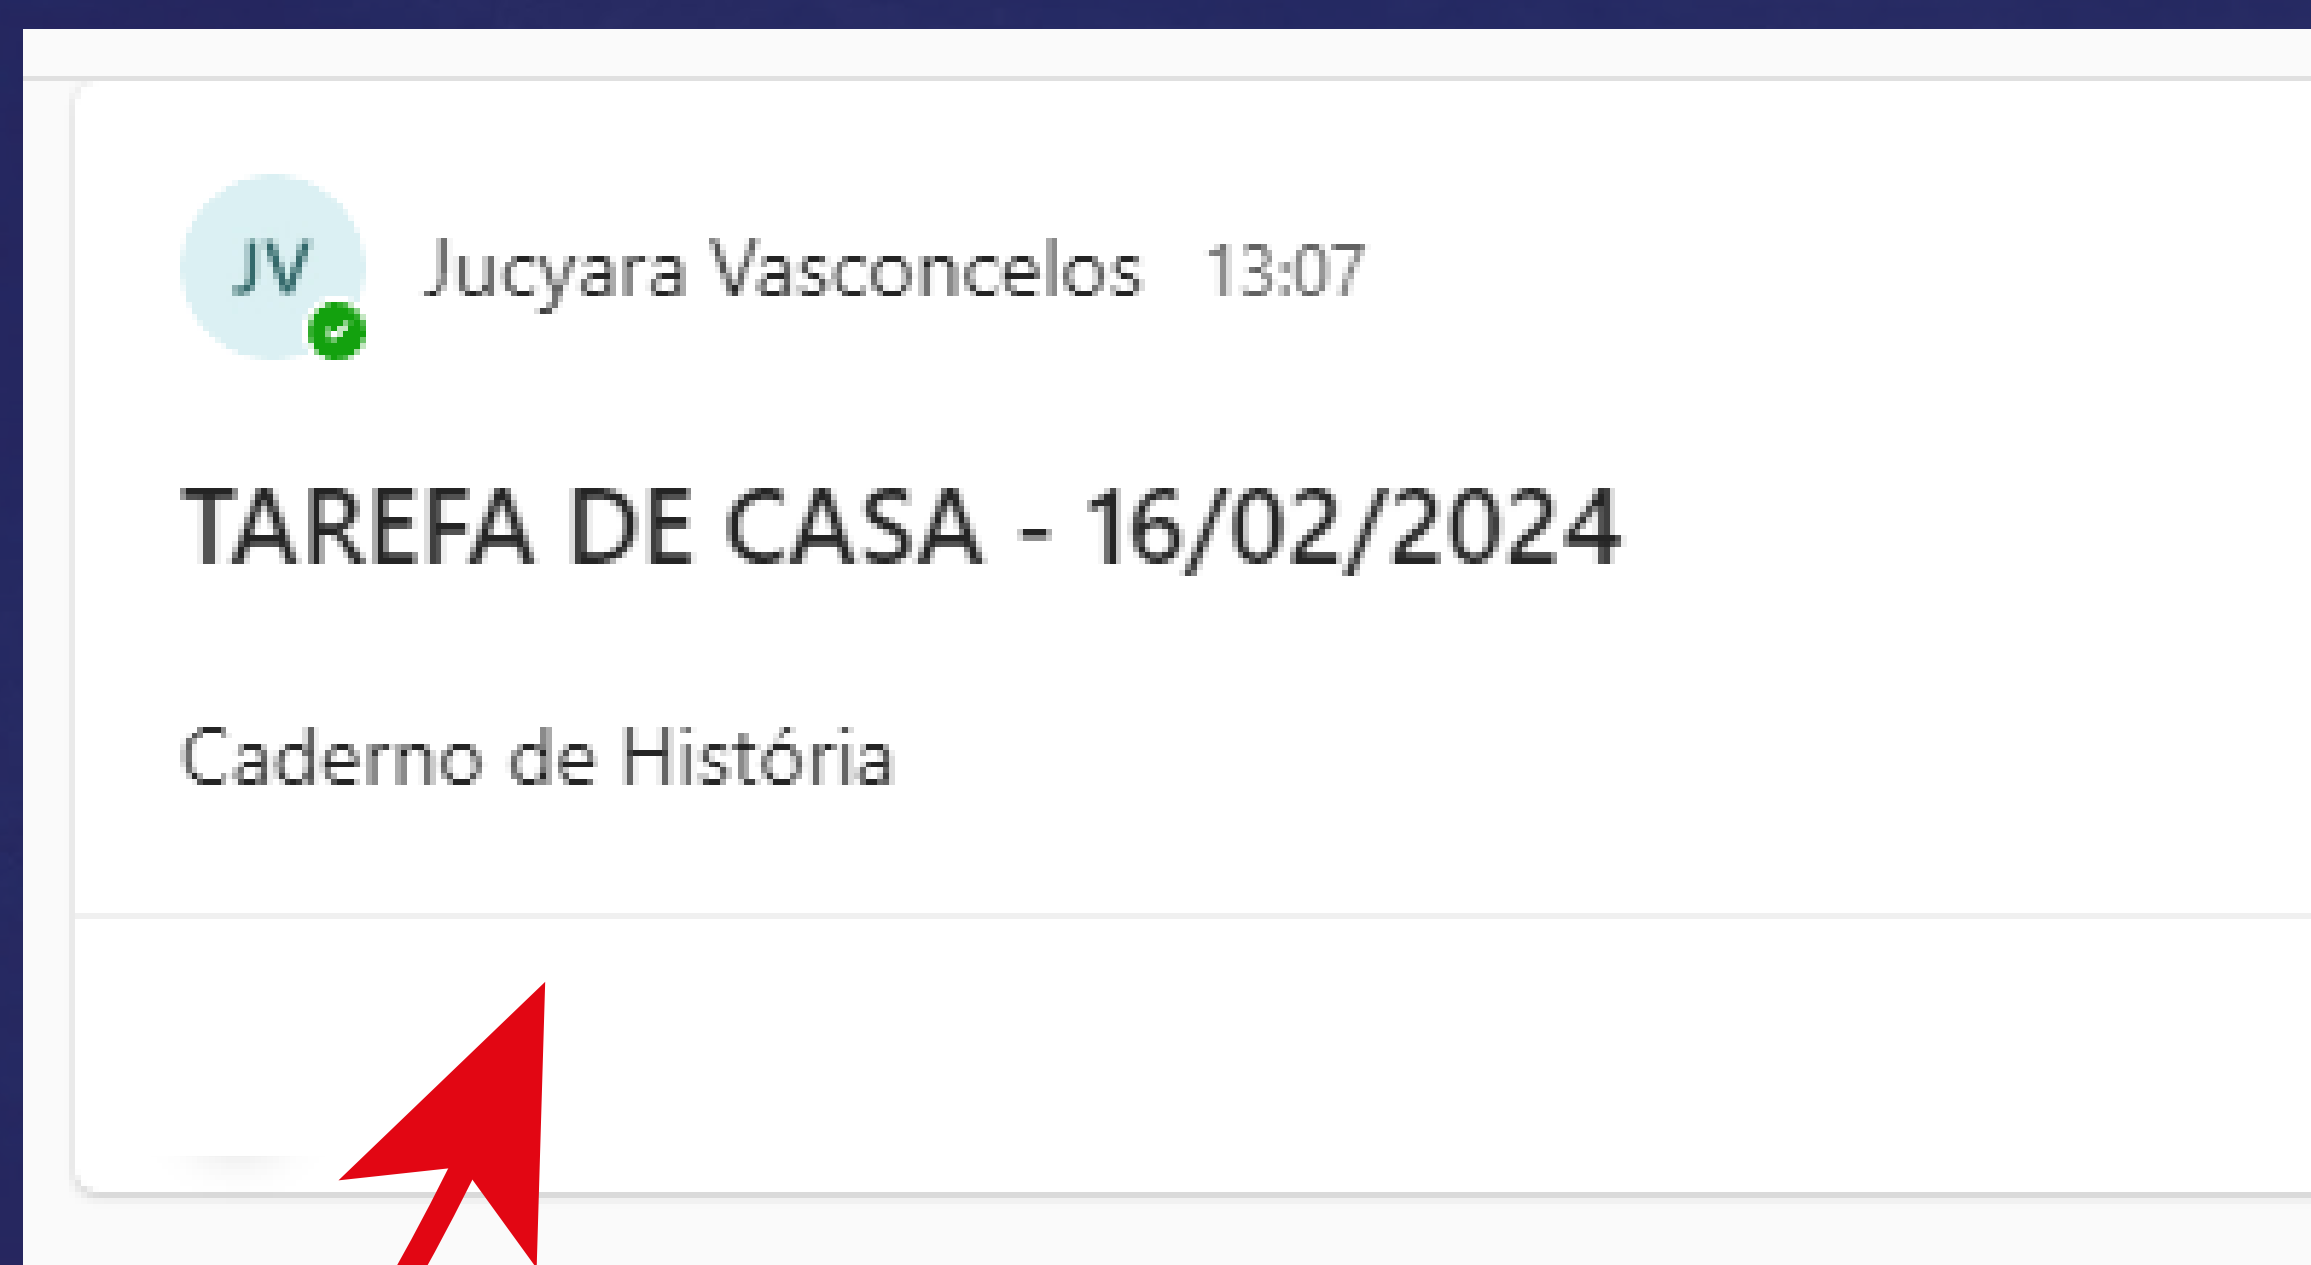 JV
Jucyara Vasconcelos 13:07
TAREFA DE CASA - 16/02/2024
Caderno de História